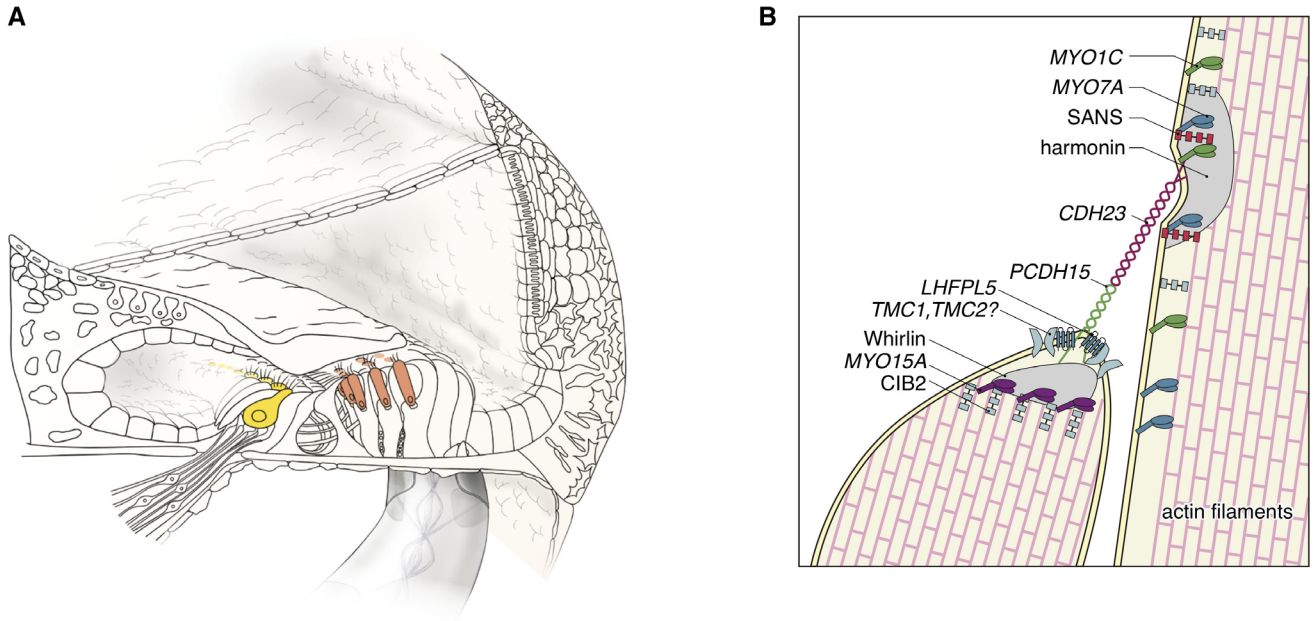 A
B
MYO1C
MYO7A
SANS
harmonin
CDH23
PCDH15
LHFPL5
TMC1,TMC2?
Whirlin
MYO15A
CIB2
actin filaments